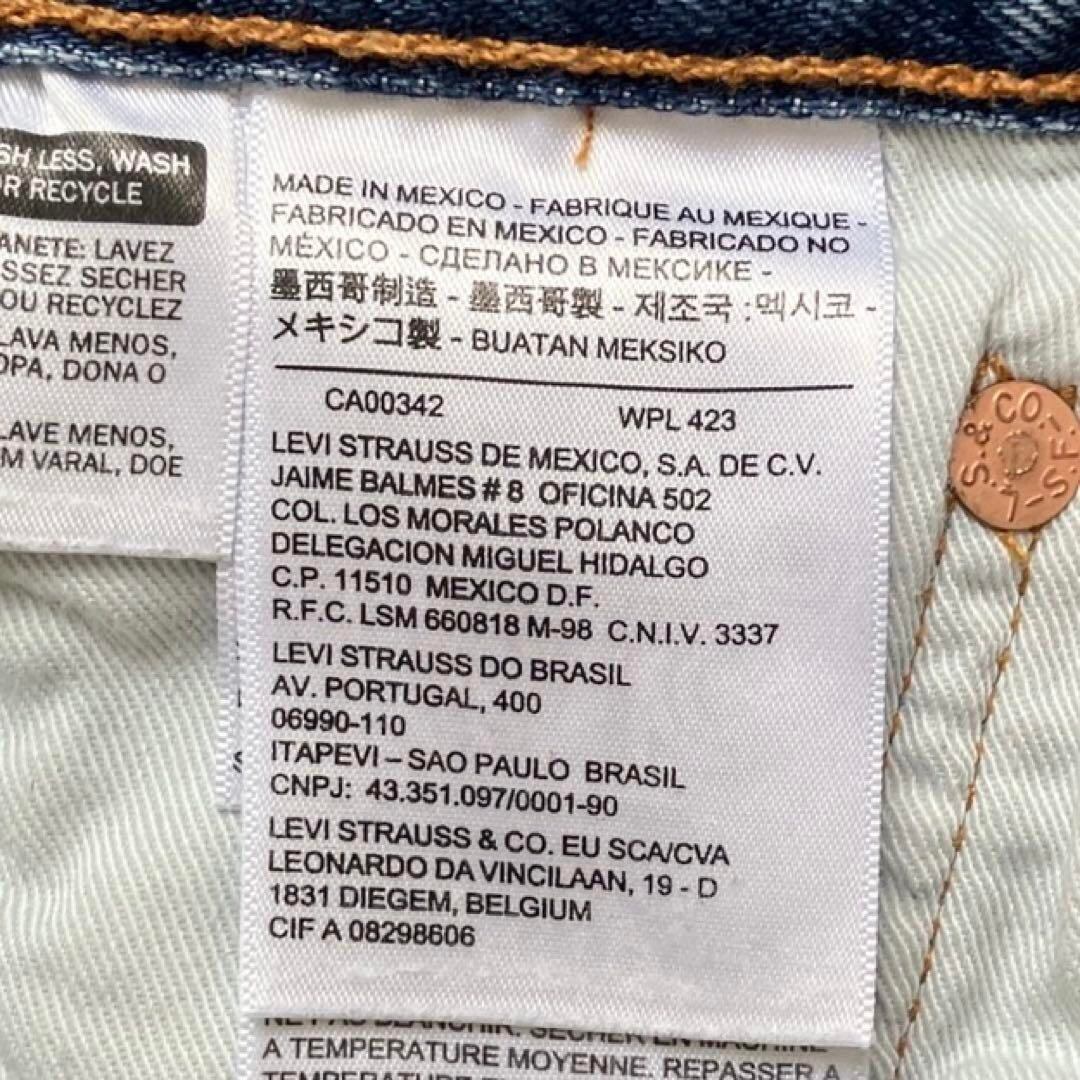 SH LESS, WASH
OR RECYCLE
ANETE: LAVEZ
SSEZ SECHER
OU RECYCLEZ
LAVA MENOS,
OPA, DONA O
LAVE MENOS,
M VARAL, DOE
MADE IN MEXICO - FABRIQUE AU MEXIQUE -
FABRICADO EN MEXICO - FABRICADO NO
MÉXICO - СДЕЛАНО В МЕКСИКЕ -
墨西哥制造 - 墨西哥製 - 제조국 :멕시코 -
メキシコ製 - BUATAN MEKSIKO
CA00342 WPL 423
LEVI STRAUSS DE MEXICO, S.A. DE C.V.
JAIME BALMES # 8 OFICINA 502
COL. LOS MORALES POLANCO
DELEGACION MIGUEL HIDALGO
C.P. 11510 MEXICO D.F.
R.F.C. LSM 660818 M-98 C.N.I.V. 3337
LEVI STRAUSS DO BRASIL
AV. PORTUGAL, 400
06990-110
ITAPEVI – SAO PAULO BRASIL
CNPJ: 43.351.097/0001-90
LEVI STRAUSS & CO. EU SCA/CVA
LEONARDO DA VINCILAAN, 19 - D
1831 DIEGEM, BELGIUM
CIF A 08298606
A TEMPERATURE MOYENNE. REPASSER A
L.S.&CO.-S.F.-